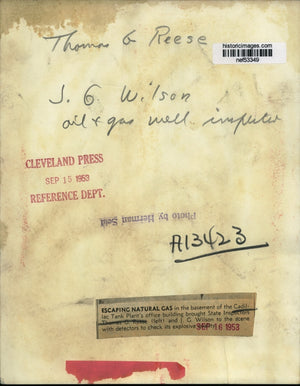 Thomas G Reese
historicimages.com
nef53349
J. G Wilson
oil & gas well inspector
CLEVELAND PRESS
SEP 15 1953
REFERENCE DEPT.
Photo by Herman Seid
A13423
ESCAPING NATURAL GAS in the basement of the Cadil-
lac Tank Plant's office building brought State Inspectors
Thomas G. Reese (left) and J. G. Wilson to the scene
with detectors to check its explosive
SEP 16 1953